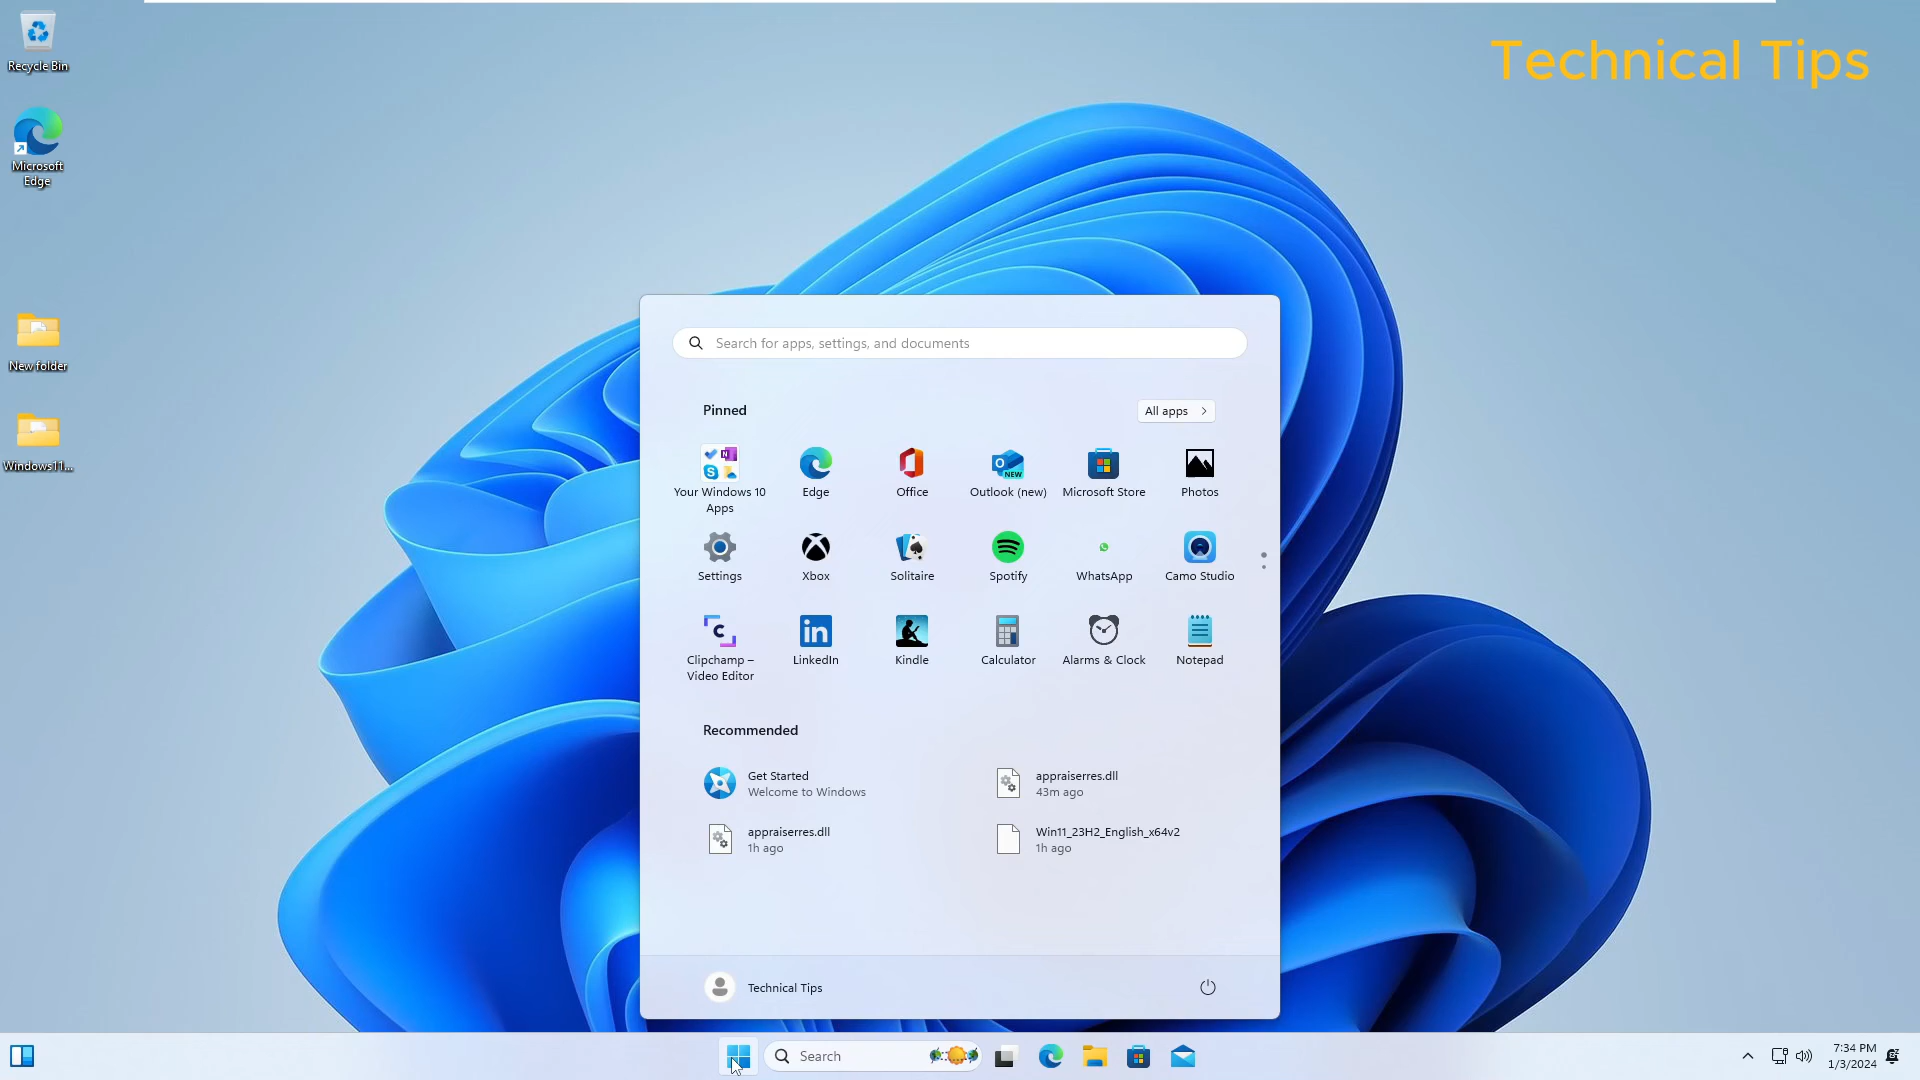 Technical Tips
Recycle Bin
Microsoft
Edge
New folder
Windows11...
Search for apps, settings, and documents
Pinned
All apps
Your Windows 10
Apps
Edge
Office
Outlook (new)
Microsoft Store
Photos
Settings
Xbox
Solitaire
Spotify
WhatsApp
Camo Studio
Clipchamp –
Video Editor
LinkedIn
Kindle
Calculator
Alarms & Clock
Notepad
Recommended
Get Started
Welcome to Windows
appraiserres.dll
43m ago
appraiserres.dll
1h ago
Win11_23H2_English_x64v2
1h ago
Technical Tips
Search
7:34 PM
1/3/2024